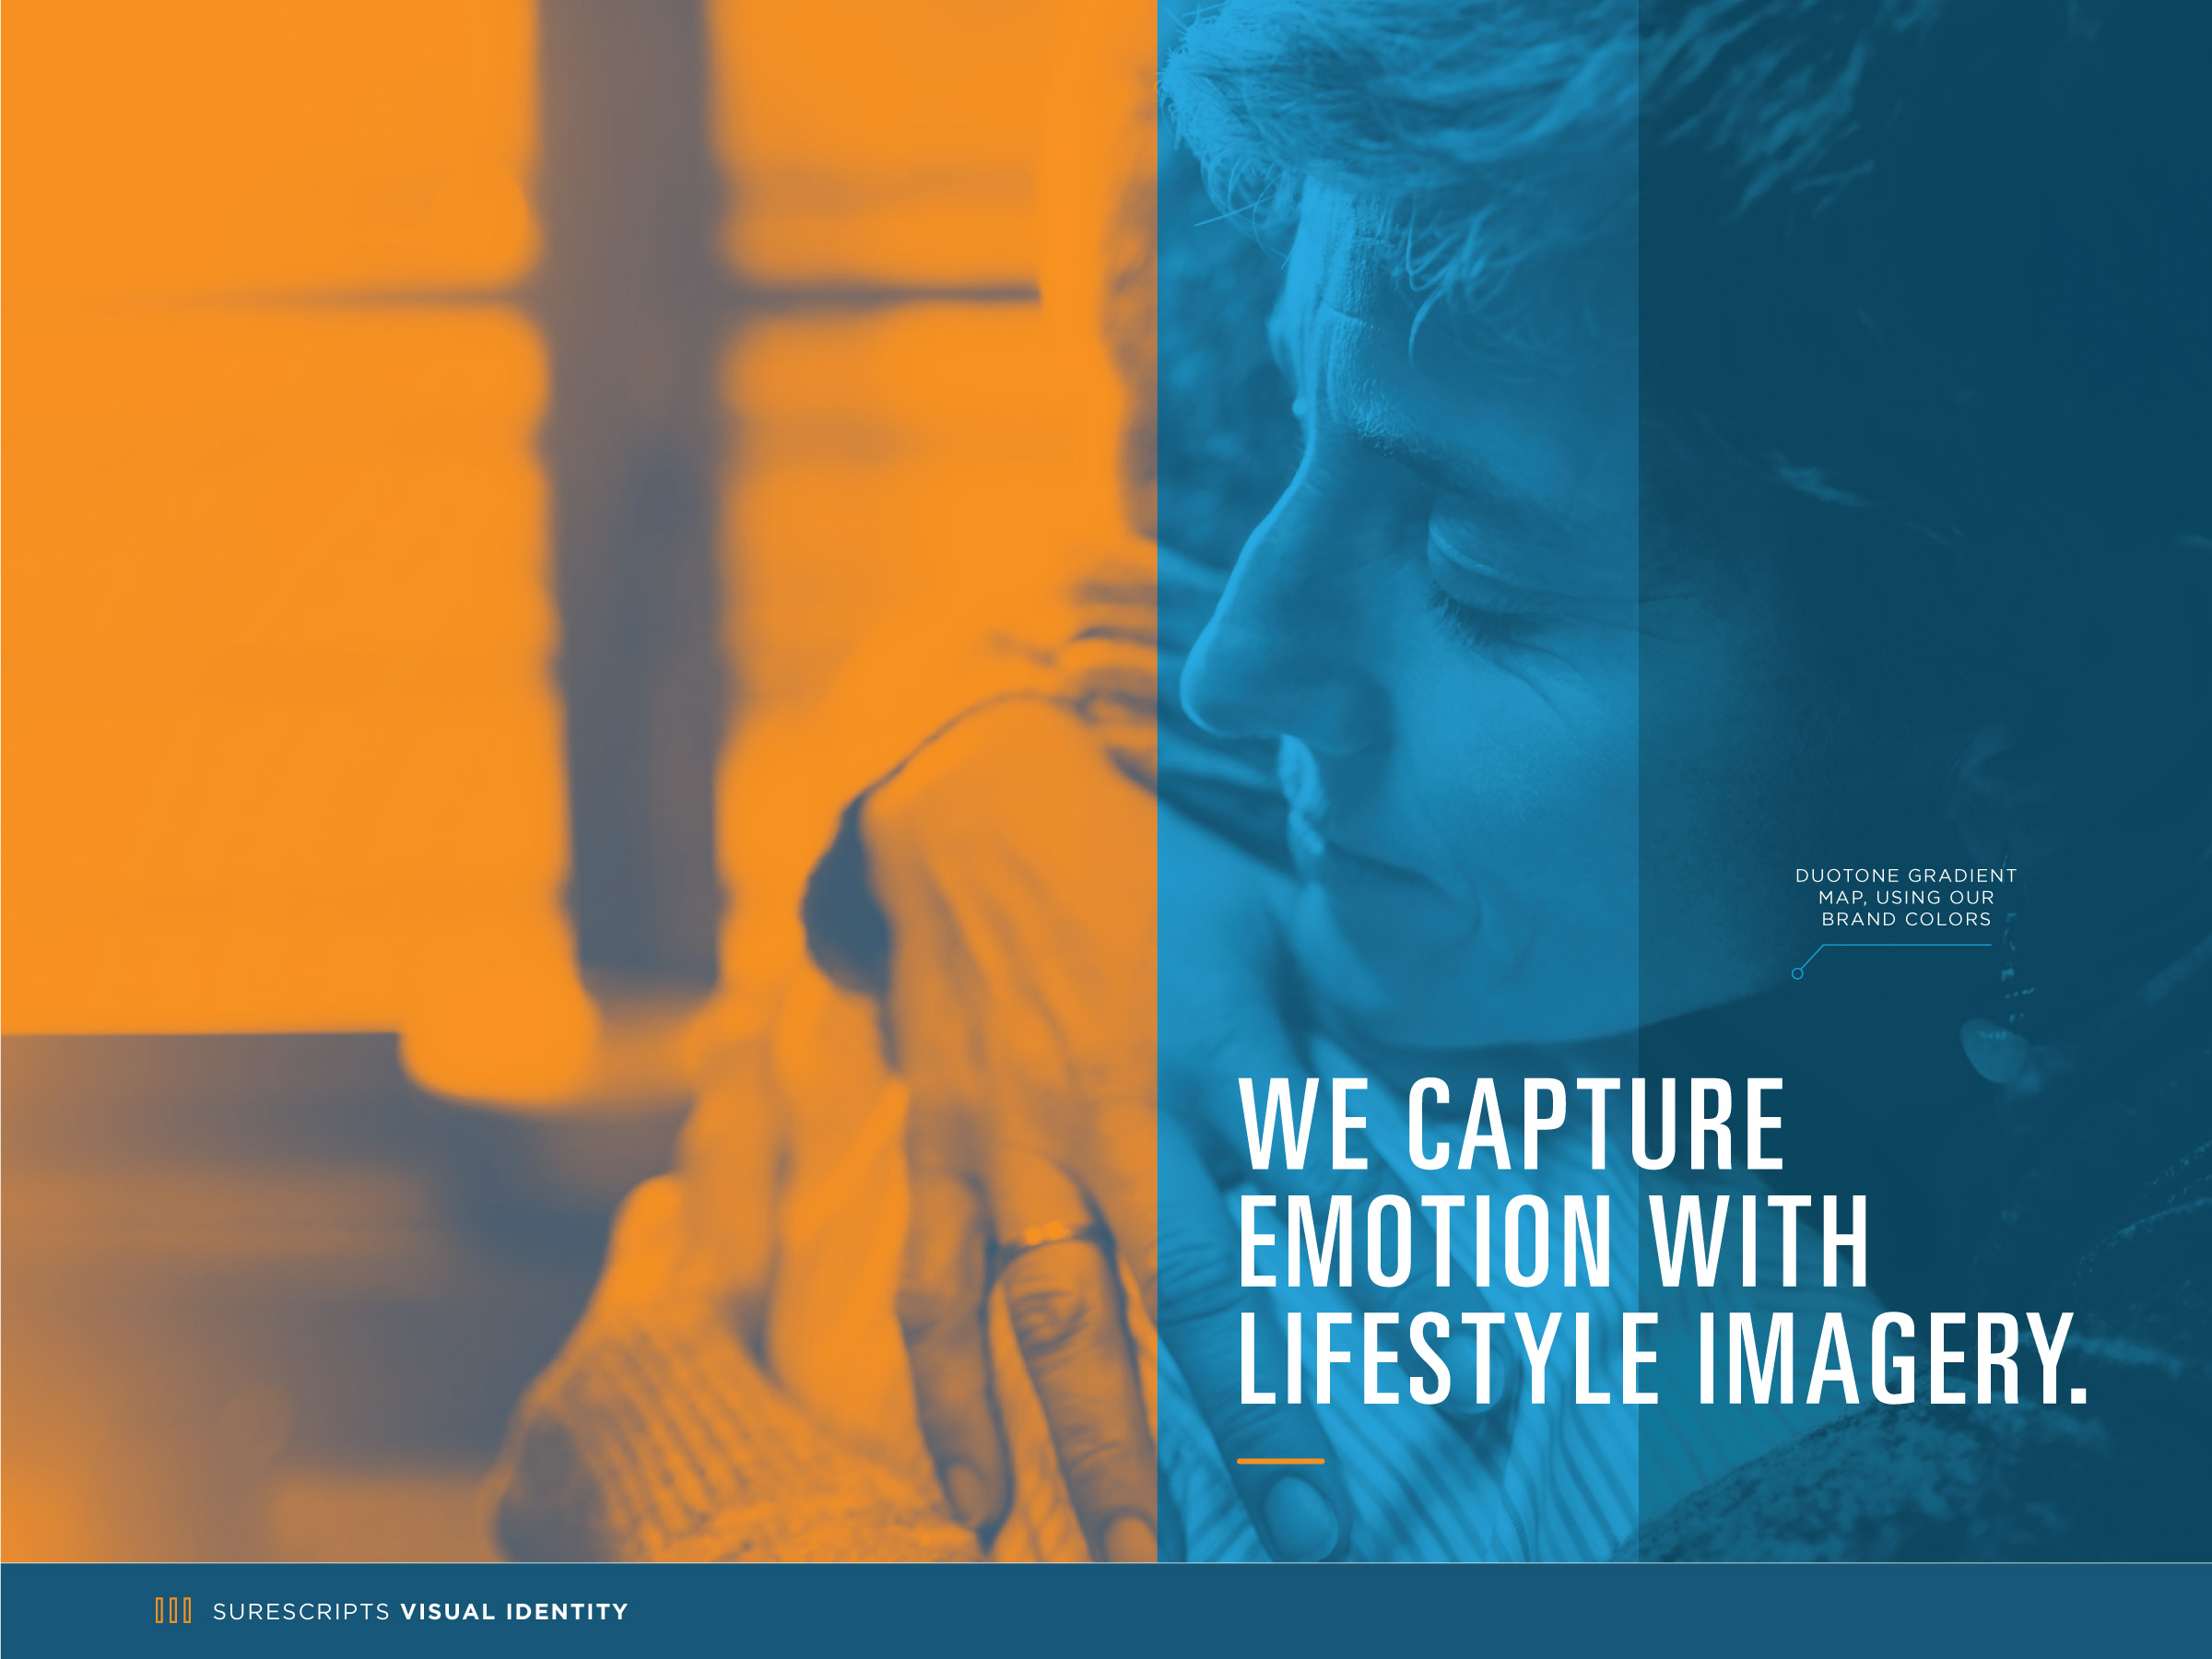 DUOTONE GRADIENT
MAP, USING OUR
BRAND COLORS
WE CAPTURE
EMOTION WITH
LIFESTYLE IMAGERY.
SURESCRIPTS VISUAL IDENTITY